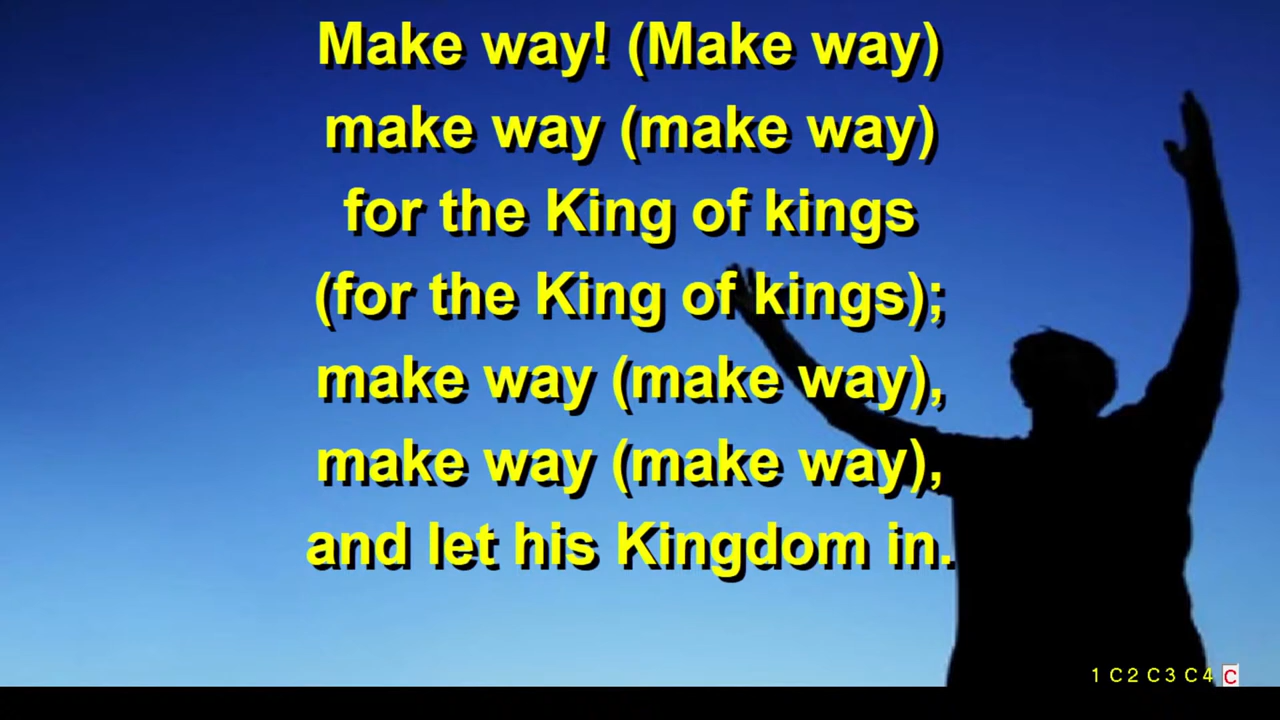 Make way! (Make way)
make way (make way)
for the King of kings
(for the King of kings);
make way (make way),
make way (make way),
and let his Kingdom in.
1 C 2 C 3 C 4 C